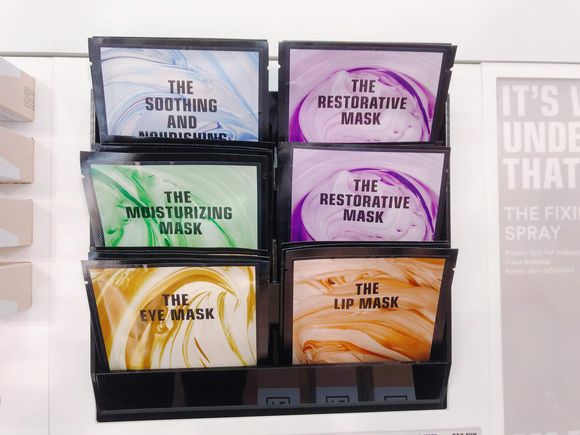 THE
SOOTHING
AND
NOURISHING
THE
RESTORATIVE
MASK
THE
MOISTURIZING
MASK
THE
RESTORATIVE
MASK
THE
EYE MASK
THE
LIP MASK
IT'S
UNDE
THAT
THE FIXI
SPRAY